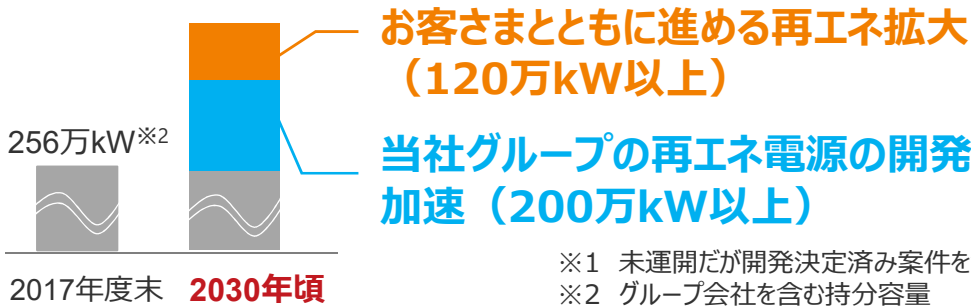 お客さまとともに進める再エネ拡大
（120万kW以上）
256万kW※2
当社グループの再エネ電源の開発
加速（200万kW以上）
2017年度末 2030年頃
※1 未運開だが開発決定済み案件を
※2 グループ会社を含む持分容量